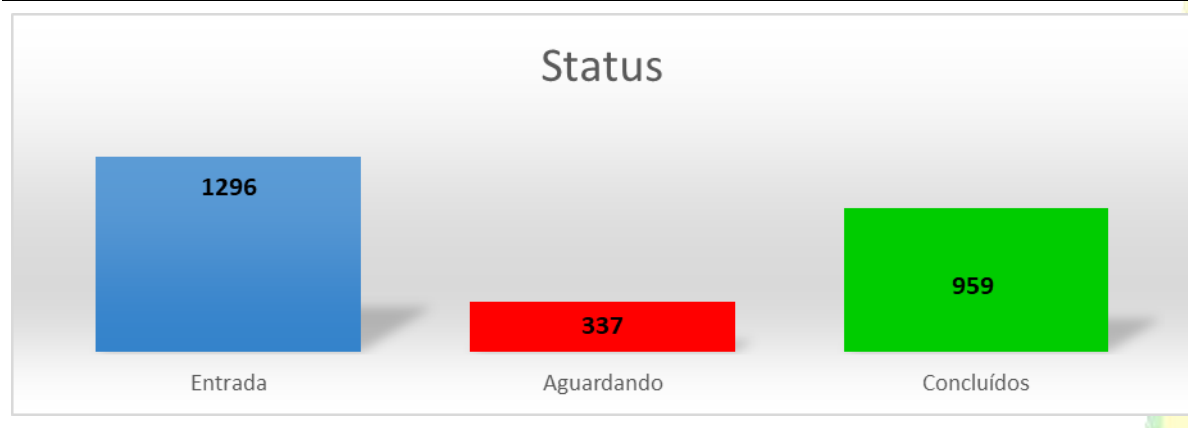 Status
1296
337
959
Entrada
Aguardando
Concluídos